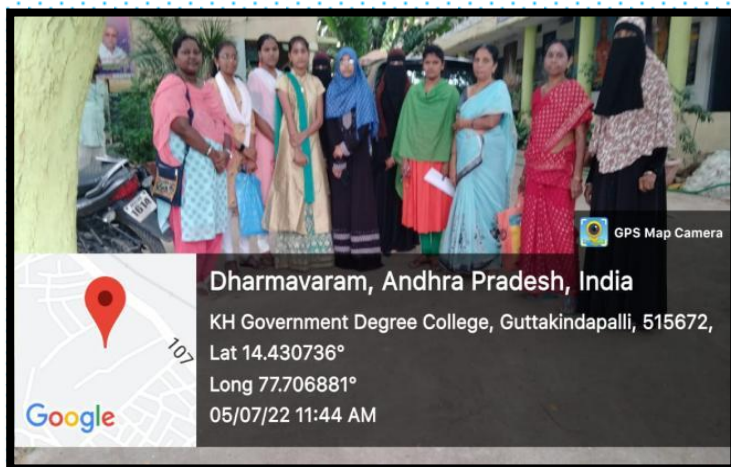 GPS Map Camera
Dharmavaram, Andhra Pradesh, India
KH Government Degree College, Guttakindapalli, 515672,
Lat 14.430736°
Long 77.706881°
05/07/22 11:44 AM
107
Google